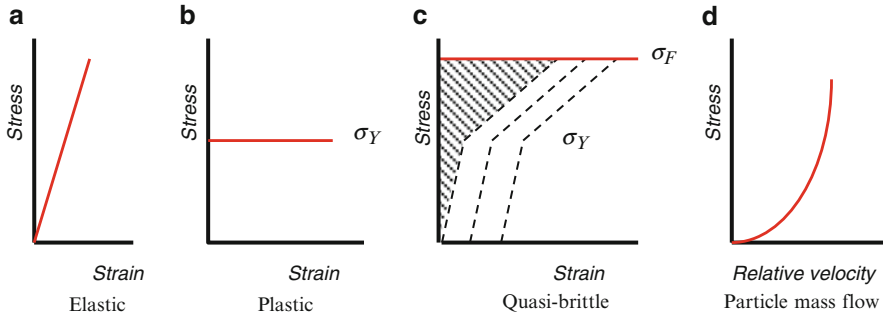 a
b
c
d
Stress
Stress
Stress
Stress
σY
σF
σY
Strain
Strain
Strain
Relative velocity
Elastic
Plastic
Quasi-brittle
Particle mass flow